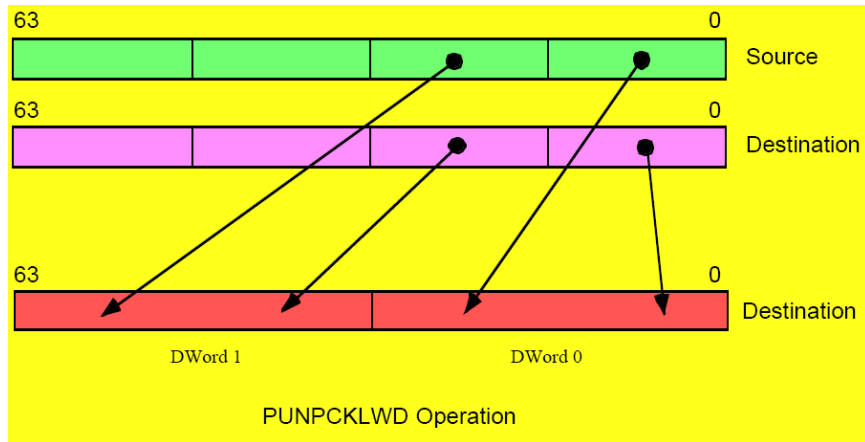 63 0
Source
63 0
Destination
63 0
Destination
DWord 1 DWord 0
PUNPCKLWD Operation